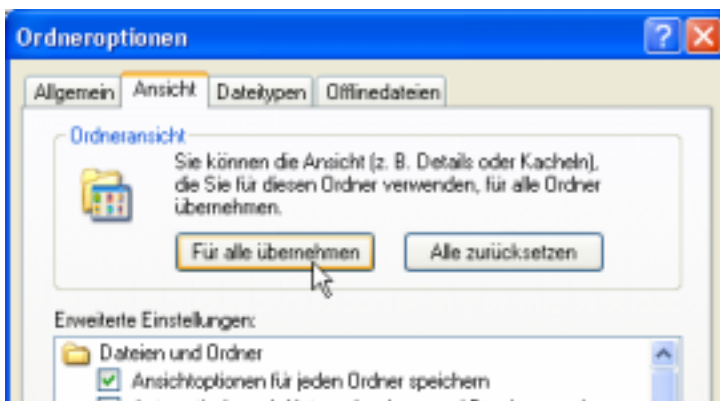 Ordneroptionen
Allgemein Ansicht Dateitypen Offlinedateien
Ordneransicht
Sie können die Ansicht (z. B. Details oder Kacheln),
die Sie für diesen Ordner verwenden, für alle Ordner
übernehmen.
Für alle übernehmen Alle zurücksetzen
Erweiterte Einstellungen:
Dateien und Ordner
Ansichtoptionen für jeden Ordner speichern